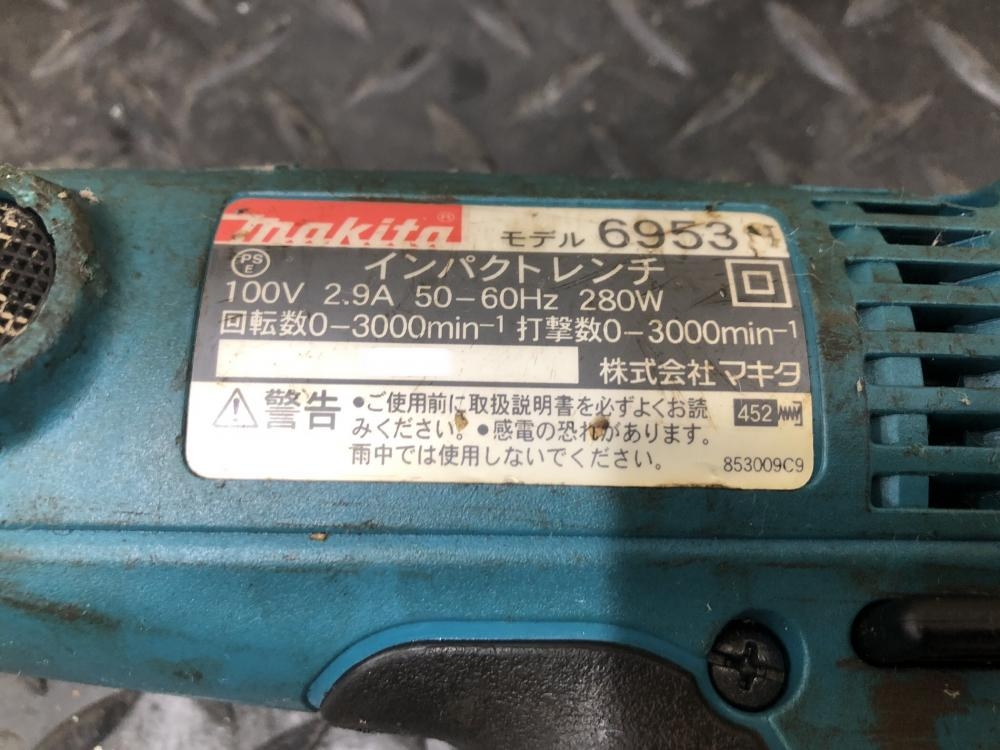 makita® モデル 6953
PS E インパクトレンチ
100V 2.9A 50-60Hz 280W
回転数0-3000min-1 打撃数0-3000min-1
株式会社マキタ
警告 ●ご使用前に取扱説明書を必ずよくお読
みください。●感電の恐れがあります。
雨中では使用しないでください。
452
853009C9